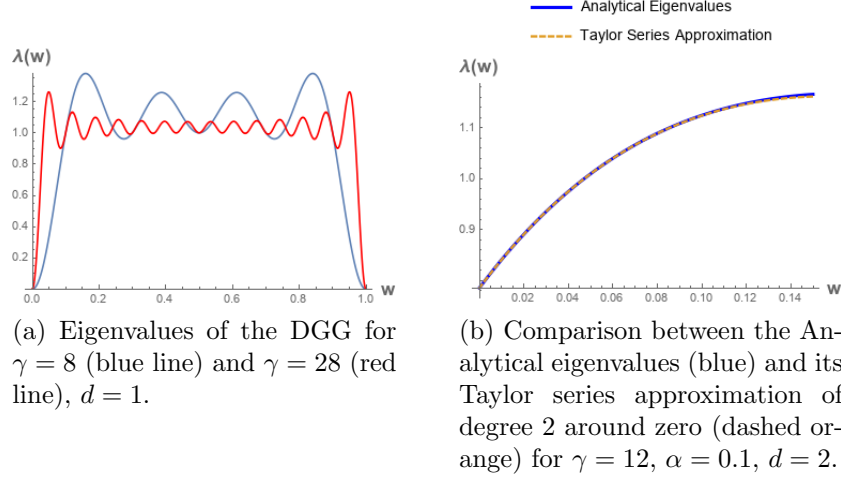 Analytical Eigenvalues
Taylor Series Approximation
λ(w)
1.2
1.0
0.8
0.6
0.4
0.2
0.0 0.2 0.4 0.6 0.8 1.0
w
λ(w)
1.1
1.0
0.9
0.02 0.04 0.06 0.08 0.10 0.12 0.14
w
(a) Eigenvalues of the DGG for
γ = 8 (blue line) and γ = 28 (red
line), d = 1.
(b) Comparison between the An-
alytical eigenvalues (blue) and its
Taylor series approximation of
degree 2 around zero (dashed or-
ange) for γ = 12, α = 0.1, d = 2.